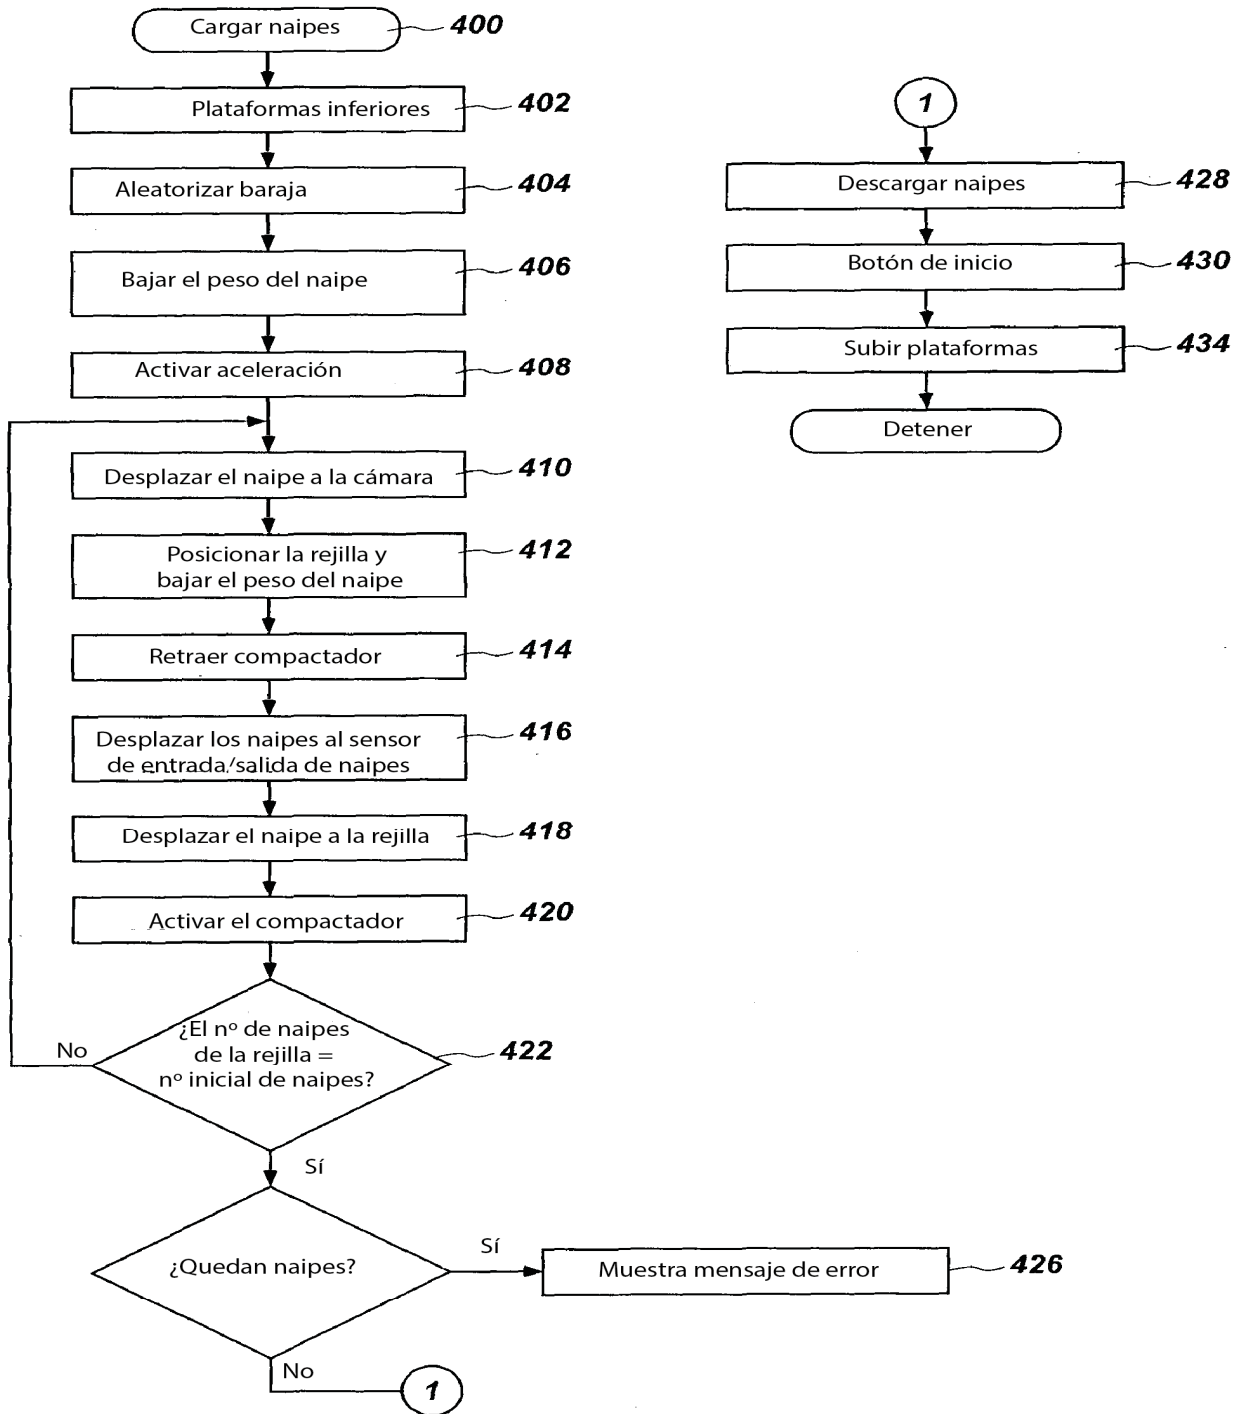 Cargar naipes
400
Plataformas inferiores
402
Aleatorizar baraja
404
Bajar el peso del naipe
406
Activar aceleración
408
Desplazar el naipe a la cámara
410
Posicionar la rejilla y
bajar el peso del naipe
412
Retraer compactador
414
Desplazar los naipes al sensor
de entrada/salida de naipes
416
Desplazar el naipe a la rejilla
418
Activar el compactador
420
¿El nº de naipes
de la rejilla =
nº inicial de naipes?
422
No
Sí
¿Quedan naipes?
Sí
Muestra mensaje de error
426
No
1
1
Descargar naipes
428
Botón de inicio
430
Subir plataformas
434
Detener